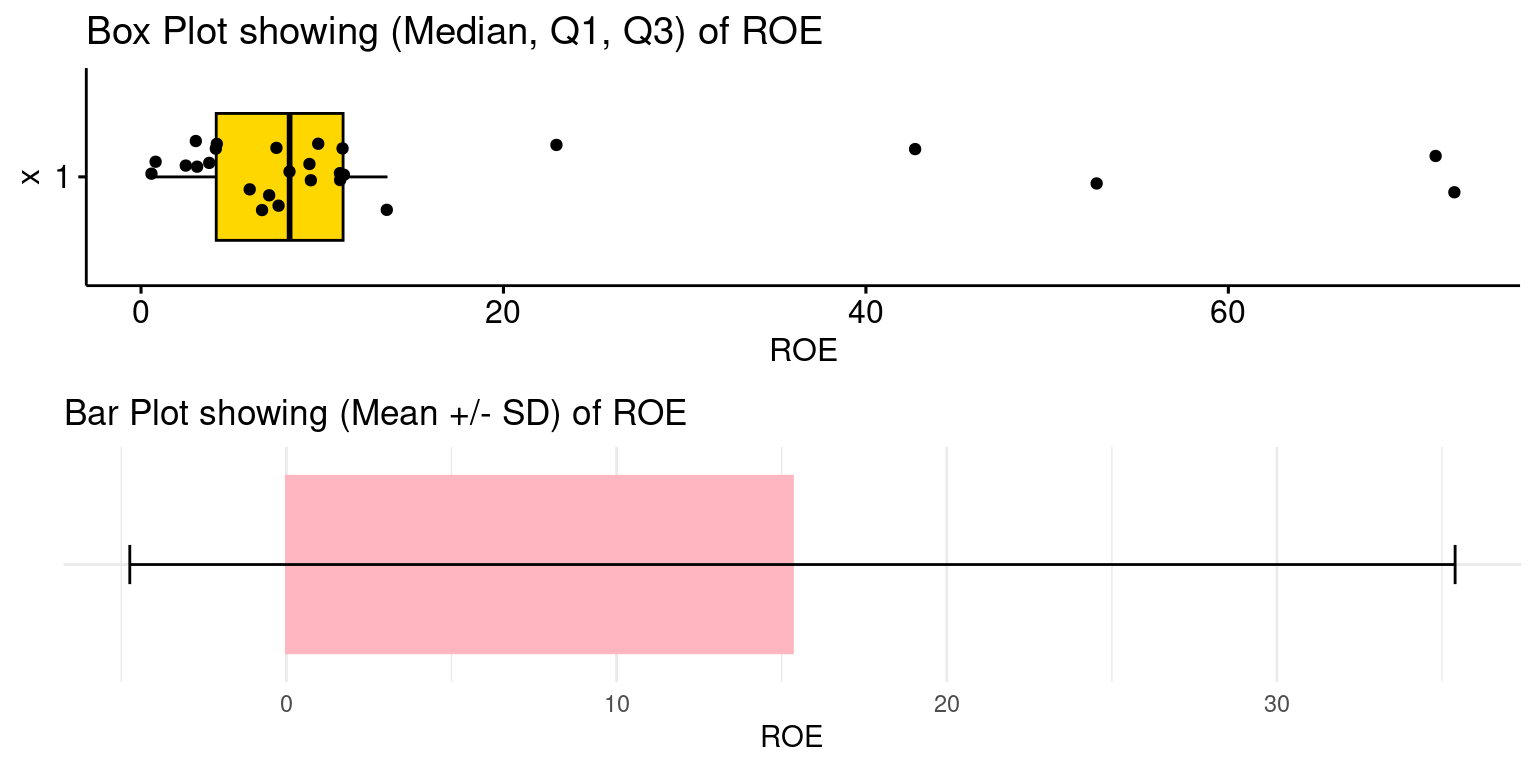 Box Plot showing (Median, Q1, Q3) of ROE
x
1
0 20 40 60
ROE
Bar Plot showing (Mean +/- SD) of ROE
0 10 20 30
ROE